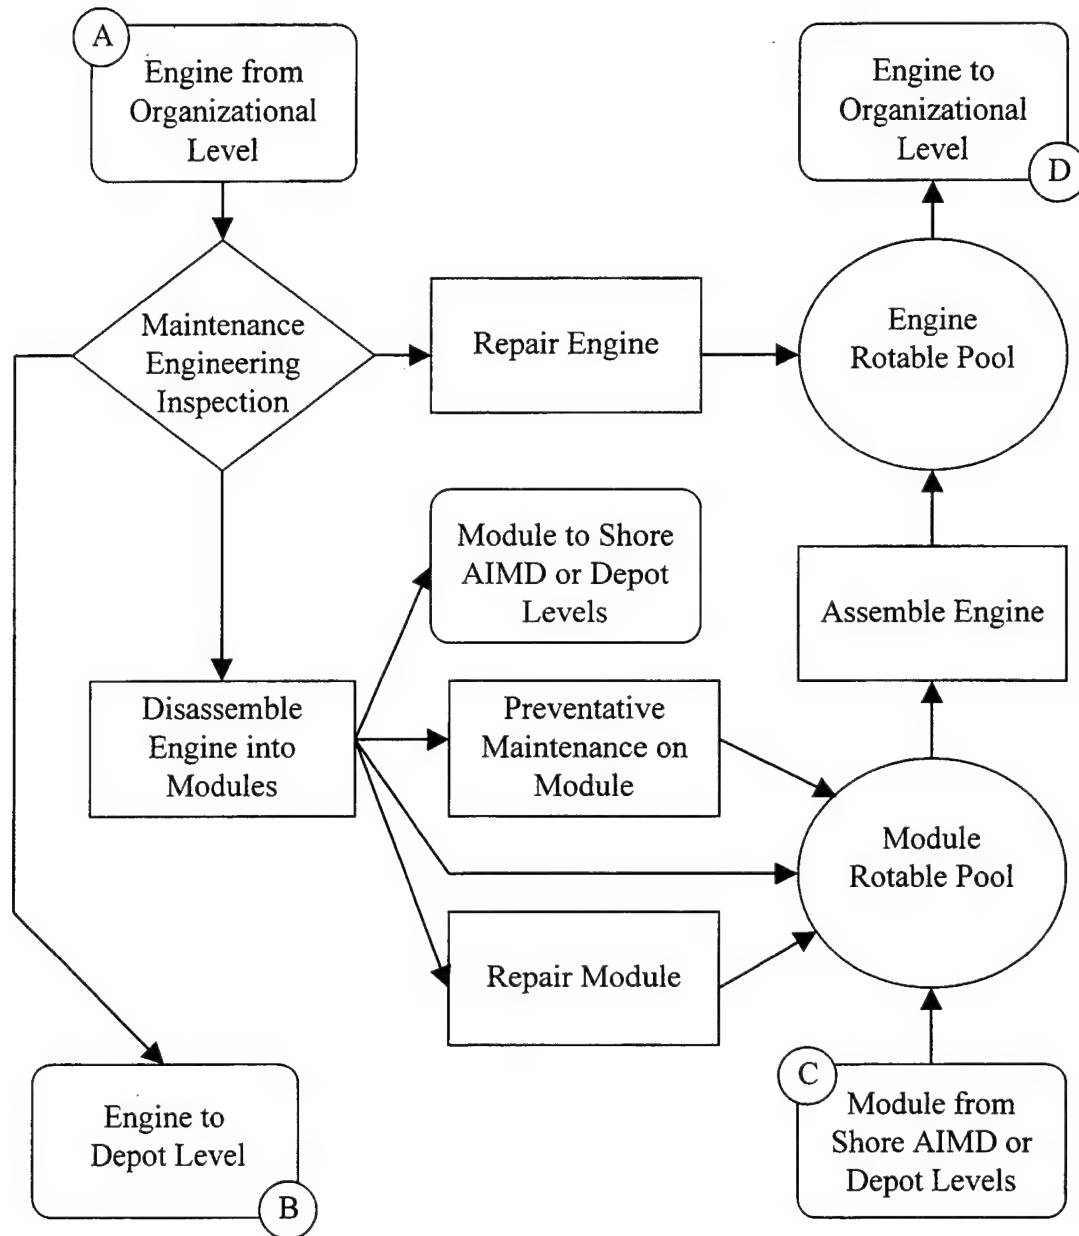 A
Engine from
Organizational
Level
Engine to
Organizational
Level
D
Maintenance
Engineering
Inspection
Repair Engine
Engine
Rotable Pool
Module to Shore
AIMD or Depot
Levels
Assemble Engine
Disassemble
Engine into
Modules
Preventative
Maintenance on
Module
Module
Rotable Pool
Repair Module
Engine to
Depot Level
B
C
Module from
Shore AIMD or
Depot Levels